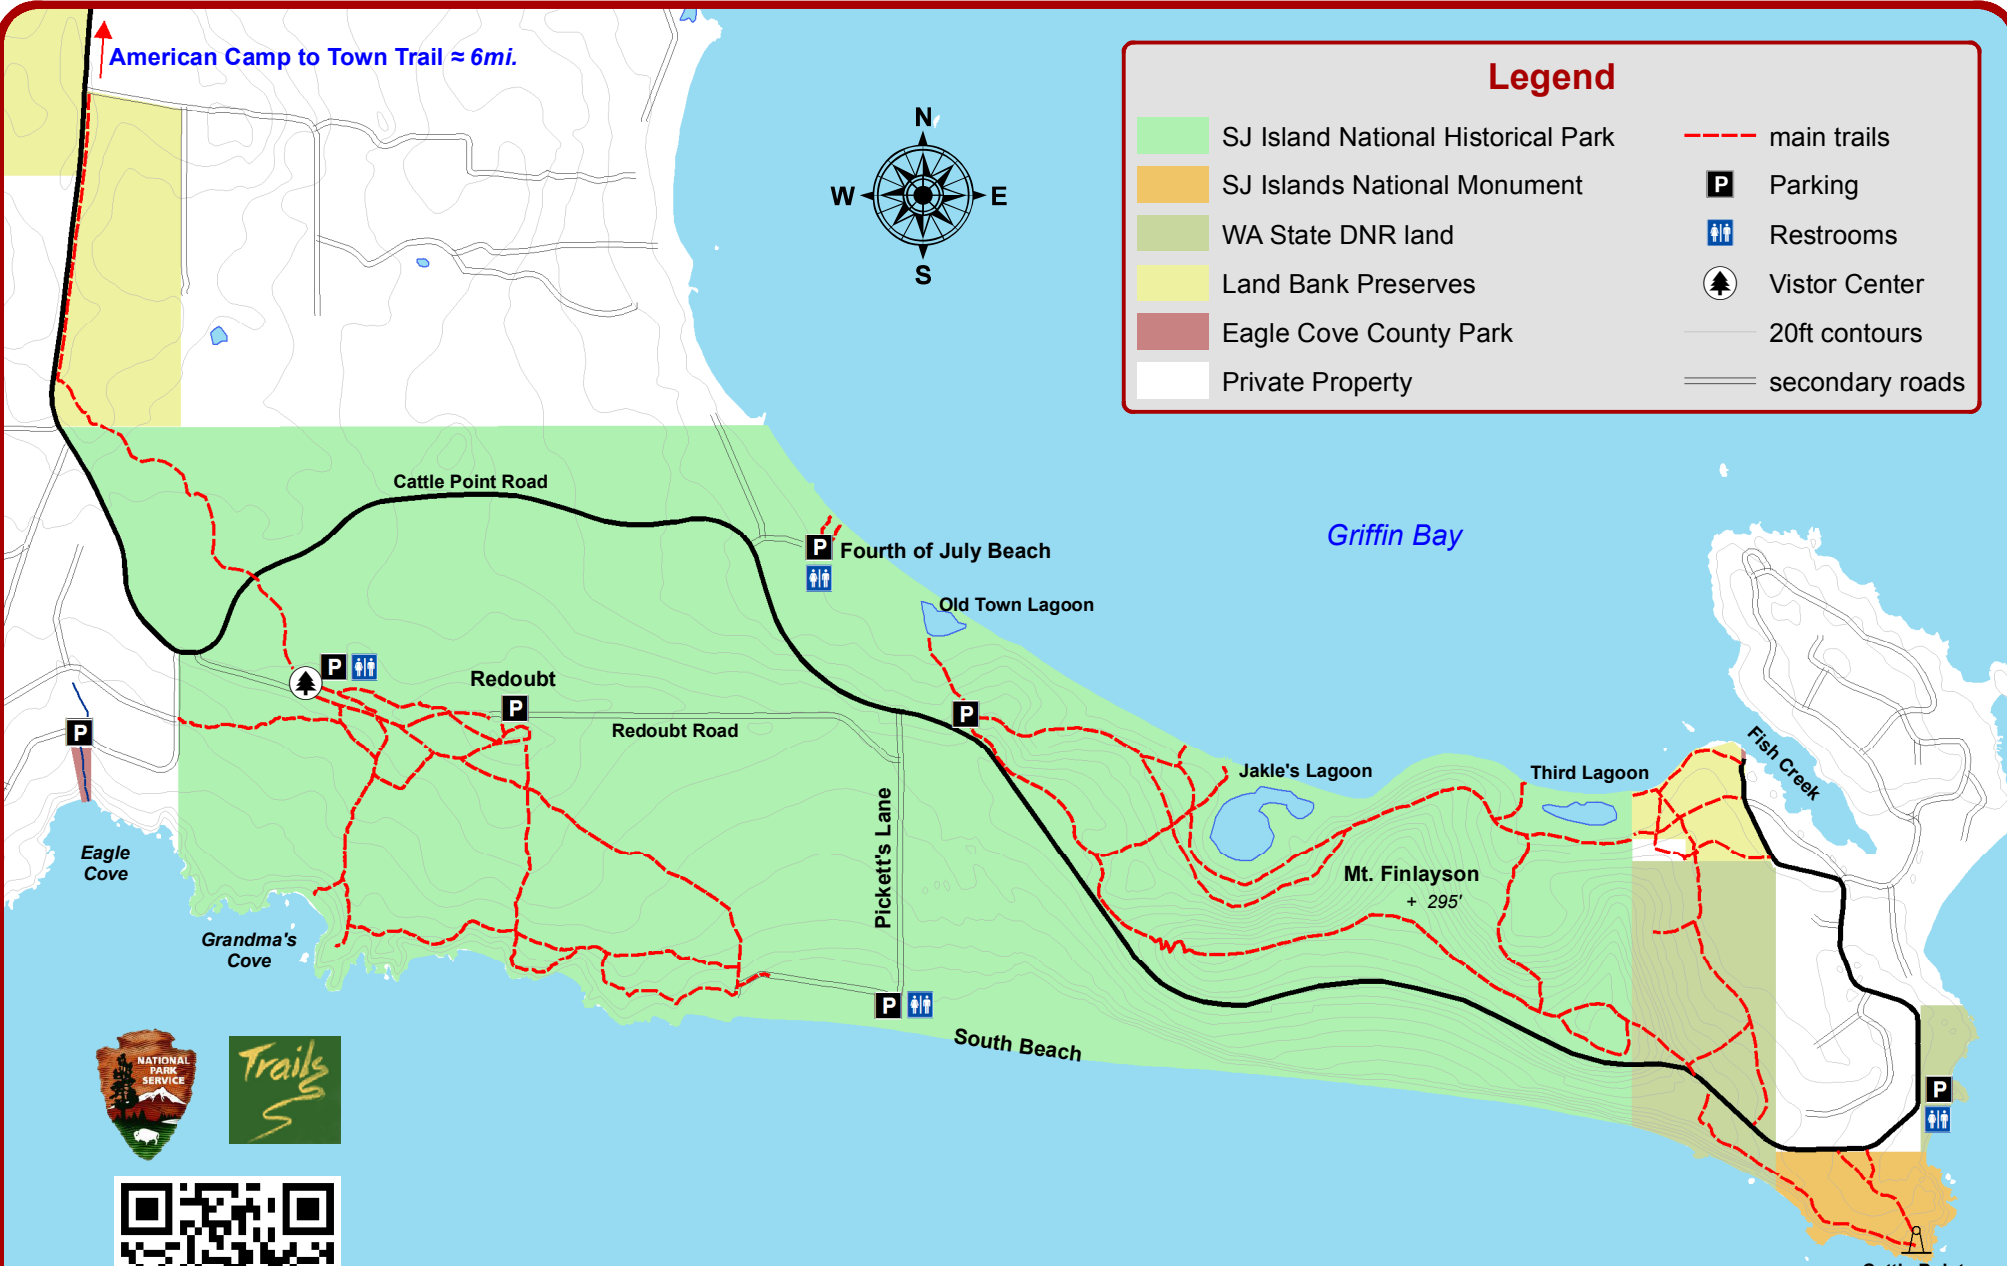 American Camp to Town Trail ≈ 6mi.
N
W
E
S
Legend
SJ Island National Historical Park
SJ Islands National Monument
WA State DNR land
Land Bank Preserves
Eagle Cove County Park
Private Property
main trails
P
Parking
Restrooms
Vistor Center
20ft contours
secondary roads
Cattle Point Road
Griffin Bay
P
Fourth of July Beach
Old Town Lagoon
P
Redoubt
P
Redoubt Road
P
P
Jakle's Lagoon
Third Lagoon
Fish Creek
Pickett's Lane
Eagle
Cove
Mt. Finlayson
+ 295'
Grandma's
Cove
P
South Beach
P
NATIONAL
PARK
SERVICE
Trails